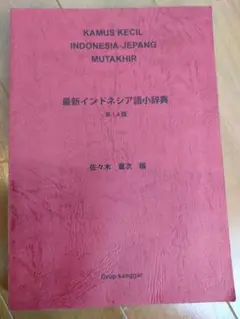 KAMUS KECIL
INDONESIA-JEPANG
MUTAKHIR
最新インドネシア語小辞典
第1.4版
佐々木 重次 編
Grup sanggar